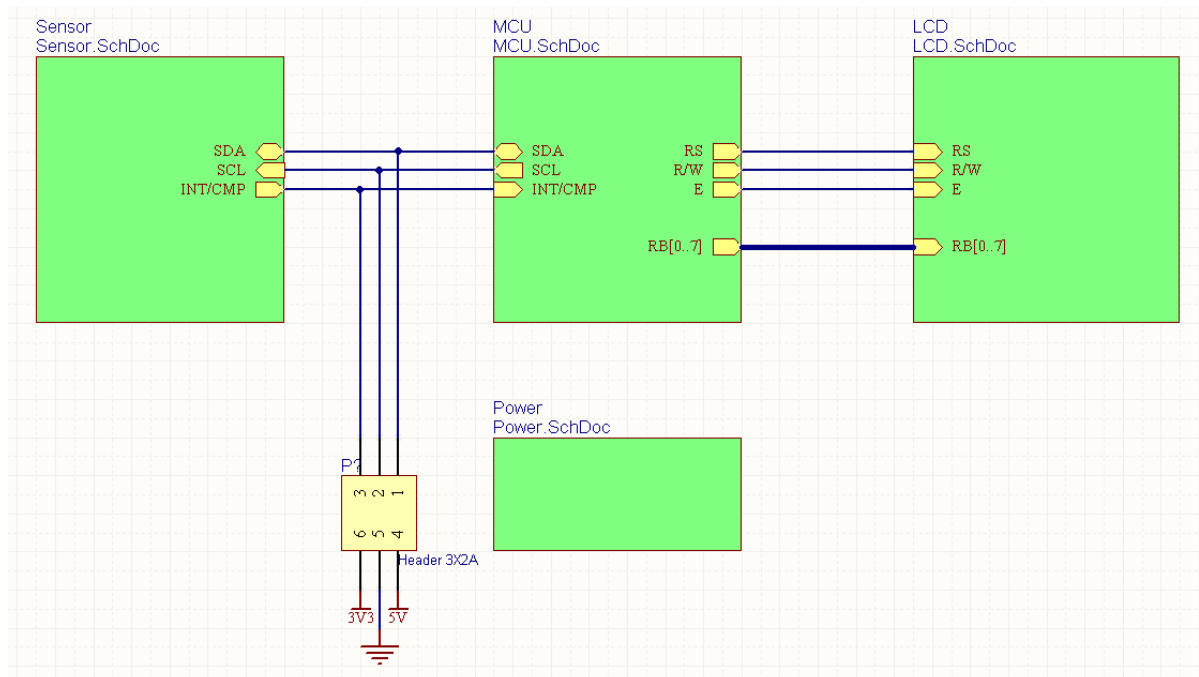 Sensor
Sensor.SchDoc
MCU
MCU.SchDoc
LCD
LCD.SchDoc
SDA
SCL
INT/CMP
SDA
SCL
INT/CMP
RS
R/W
E
RB[0..7]
RS
R/W
E
RB[0..7]
Power
Power.SchDoc
P?
3 2 1
6 5 4
Header 3X2A
3V3 5V